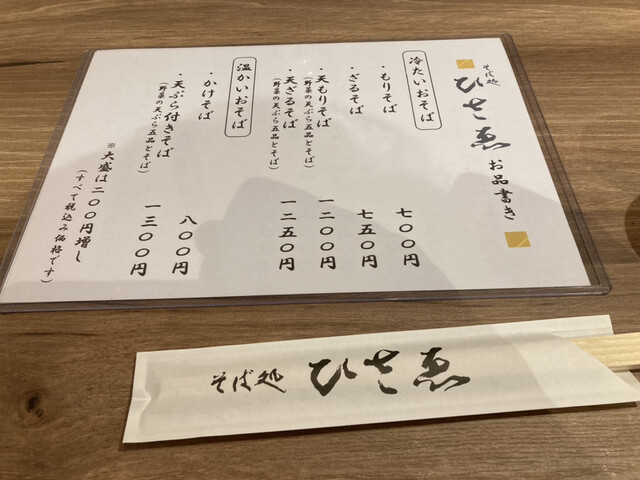 そば処
ひさゑ
お品書き
冷たいおそば
・もりそば 七〇〇円
・ざるそば 七五〇円
・天もりそば 一二〇〇円
(野菜の天ぷら五品とそば)
・天ざるそば 一二五〇円
(野菜の天ぷら五品とそば)
温かいおそば
・かけそば 八〇〇円
・天ぷら付きそば 一三〇〇円
(野菜の天ぷら五品とそば)
※大盛は二〇〇円増し
(すべて税込み価格です)
そば処 ひさゑ